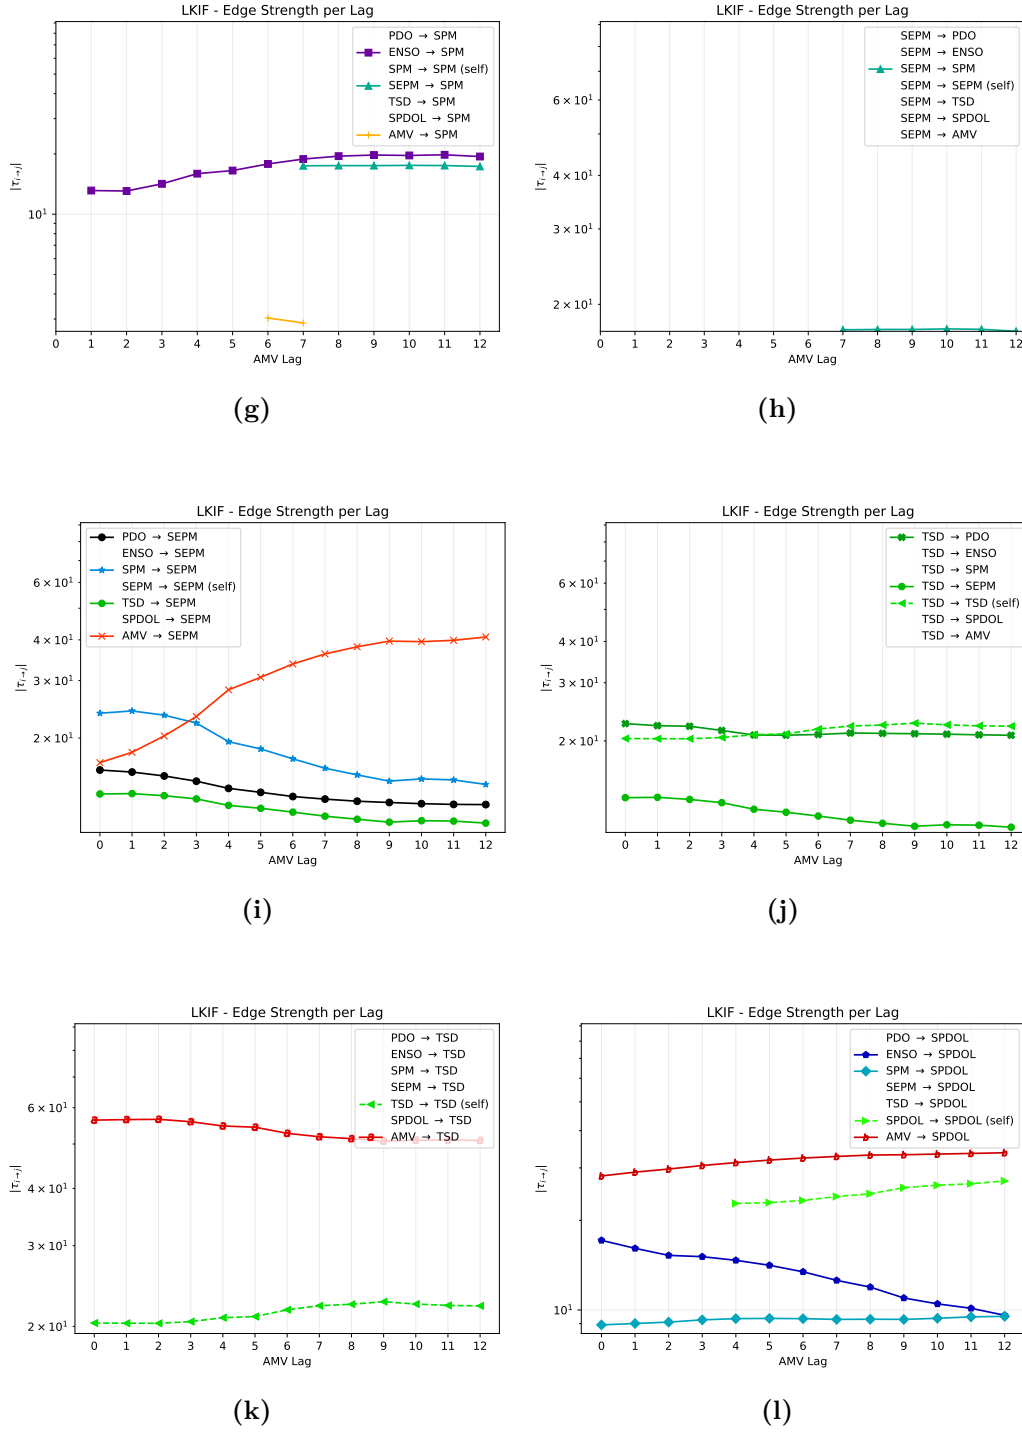 LKIF - Edge Strength per Lag
PDO → SPM
ENSO → SPM
SPM → SPM (self)
SEPM → SPM
TSD → SPM
SPDOL → SPM
AMV → SPM
|τ_{i→j}|
10¹
0 1 2 3 4 5 6 7 8 9 10 11 12
AMV Lag
(g)
LKIF - Edge Strength per Lag
SEPM → PDO
SEPM → ENSO
SEPM → SPM
SEPM → SEPM (self)
SEPM → TSD
SEPM → SPDOL
SEPM → AMV
|τ_{i→j}|
6 × 10¹
4 × 10¹
3 × 10¹
2 × 10¹
0 1 2 3 4 5 6 7 8 9 10 11 12
AMV Lag
(h)
LKIF - Edge Strength per Lag
PDO → SEPM
ENSO → SEPM
SPM → SEPM
SEPM → SEPM (self)
TSD → SEPM
SPDOL → SEPM
AMV → SEPM
|τ_{i→j}|
6 × 10¹
4 × 10¹
3 × 10¹
2 × 10¹
0 1 2 3 4 5 6 7 8 9 10 11 12
AMV Lag
(i)
LKIF - Edge Strength per Lag
TSD → PDO
TSD → ENSO
TSD → SPM
TSD → SEPM
TSD → TSD (self)
TSD → SPDOL
TSD → AMV
|τ_{i→j}|
6 × 10¹
4 × 10¹
3 × 10¹
2 × 10¹
0 1 2 3 4 5 6 7 8 9 10 11 12
AMV Lag
(j)
LKIF - Edge Strength per Lag
PDO → TSD
ENSO → TSD
SPM → TSD
SEPM → TSD
TSD → TSD (self)
SPDOL → TSD
AMV → TSD
|τ_{i→j}|
6 × 10¹
4 × 10¹
3 × 10¹
2 × 10¹
0 1 2 3 4 5 6 7 8 9 10 11 12
AMV Lag
(k)
LKIF - Edge Strength per Lag
PDO → SPDOL
ENSO → SPDOL
SPM → SPDOL
SEPM → SPDOL
TSD → SPDOL
SPDOL → SPDOL (self)
AMV → SPDOL
|τ_{i→j}|
10¹
0 1 2 3 4 5 6 7 8 9 10 11 12
AMV Lag
(l)